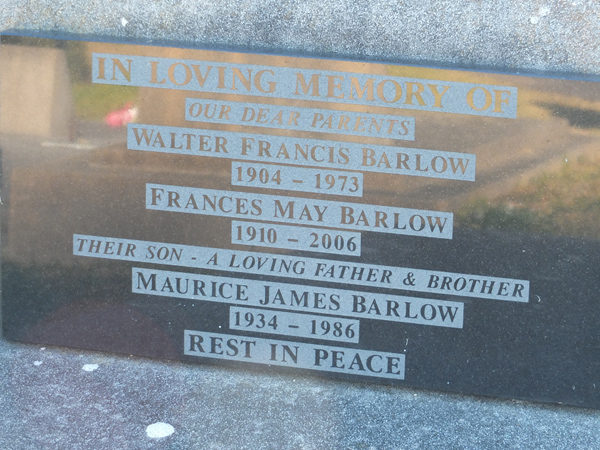 IN LOVING MEMORY OF
OUR DEAR PARENTS
WALTER FRANCIS BARLOW
1904 - 1973
FRANCES MAY BARLOW
1910 - 2006
THEIR SON - A LOVING FATHER & BROTHER
MAURICE JAMES BARLOW
1934 - 1986
REST IN PEACE